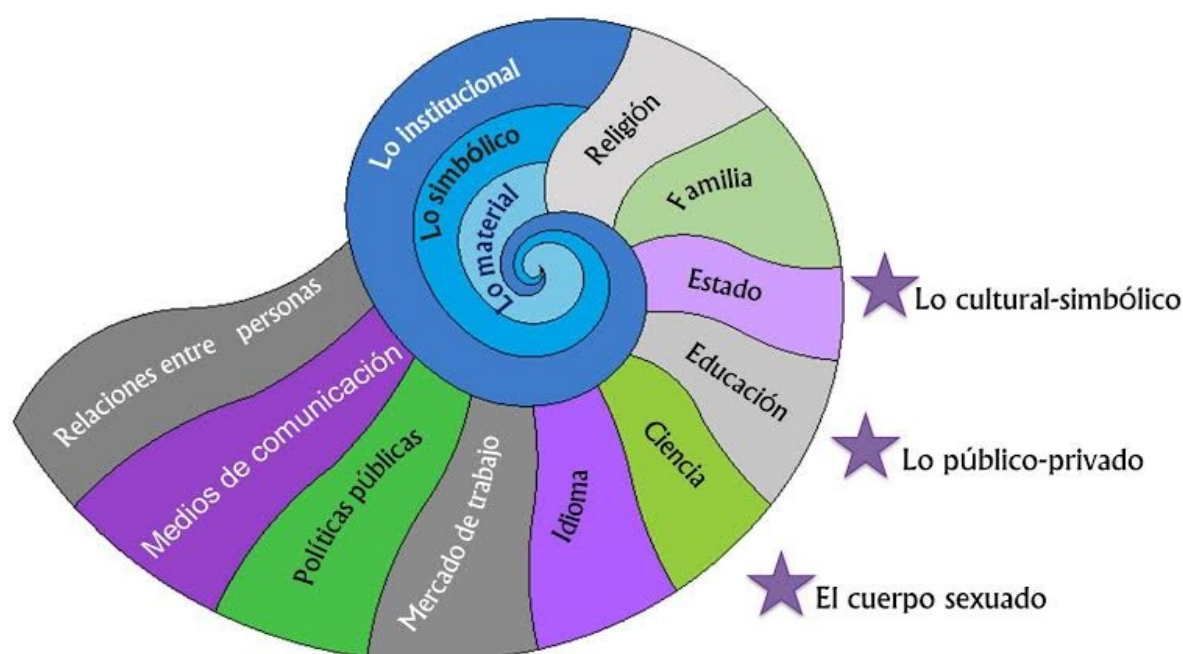 Lo institucional
Lo simbólico
Lo material
Religión
Familia
Estado
Educación
Ciencia
Idioma
Mercado de trabajo
Políticas públicas
Medios de comunicación
Relaciones entre personas
Lo cultural-simbólico
Lo público-privado
El cuerpo sexuado